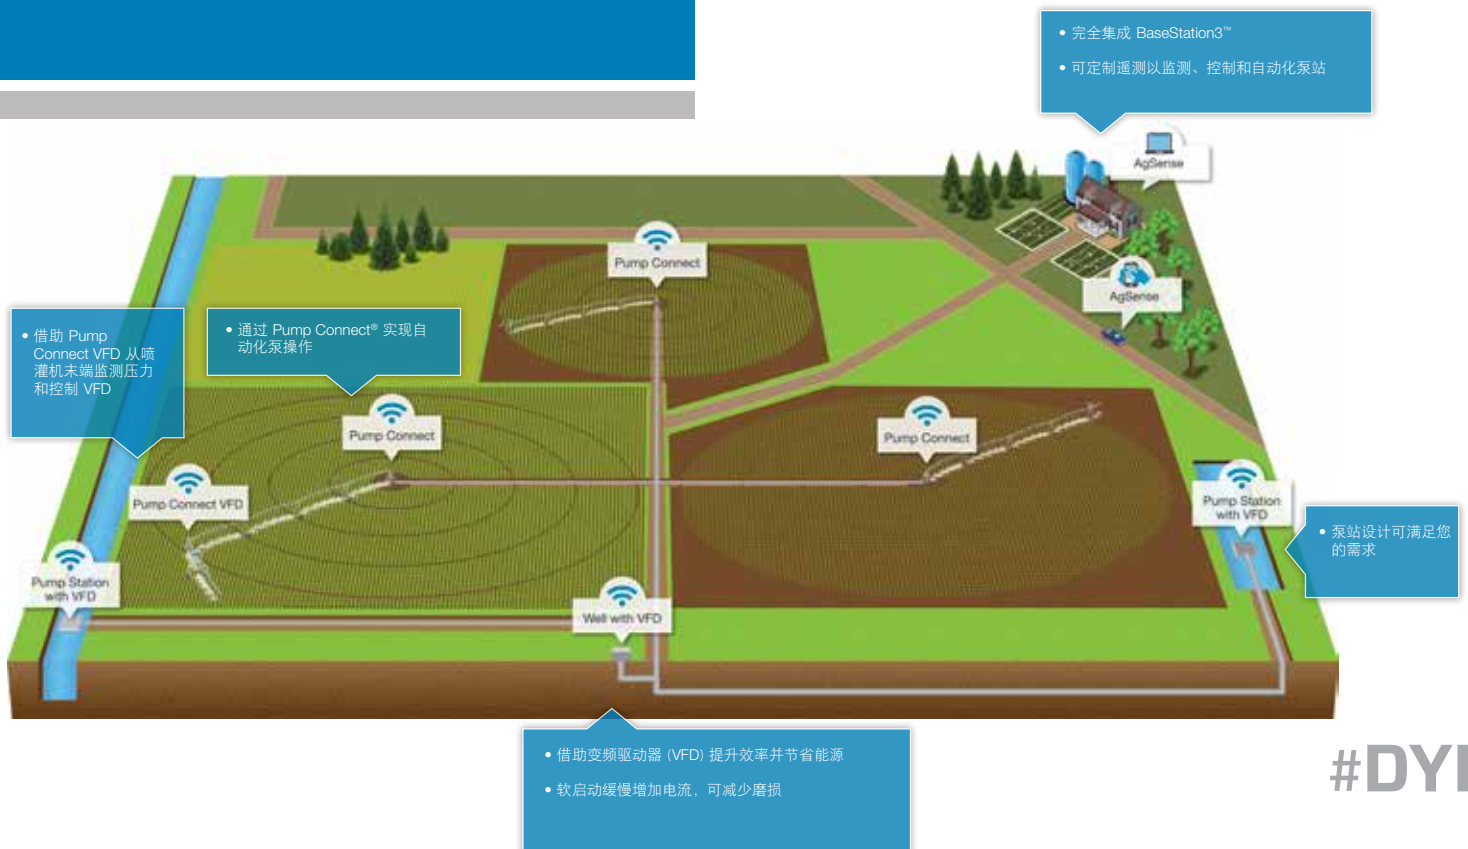 • 完全集成 BaseStation3™
• 可定制遥测以监测、控制和自动化泵站
AgSense
AgSense
Pump Connect
• 借助 Pump
Connect VFD 从喷
灌机末端监测压力
和控制 VFD
• 通过 Pump Connect® 实现自
动化泵操作
Pump Connect
Pump Connect
Pump Connect VFD
Pump Station
with VFD
• 泵站设计可满足您
的需求
Pump Station
with VFD
Well with VFD
• 借助变频驱动器 (VFD) 提升效率并节省能源
• 软启动缓慢增加电流，可减少磨损